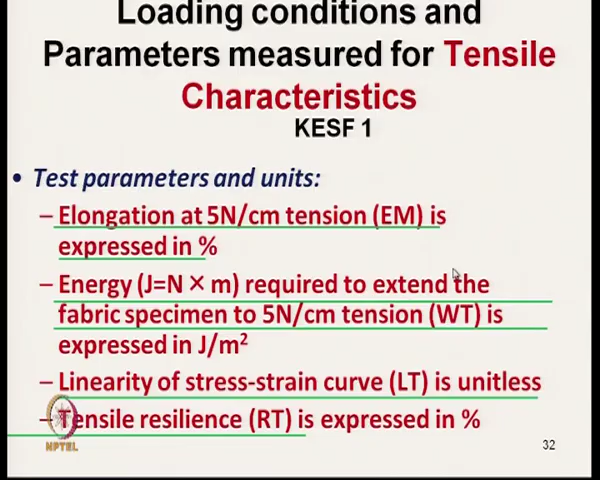 Loading conditions and
Parameters measured for Tensile
Characteristics
KESF 1
• Test parameters and units:
– Elongation at 5N/cm tension (EM) is
expressed in %
– Energy (J=N × m) required to extend the
fabric specimen to 5N/cm tension (WT) is
expressed in J/m²
– Linearity of stress-strain curve (LT) is unitless
– Tensile resilience (RT) is expressed in %
NPTEL
32